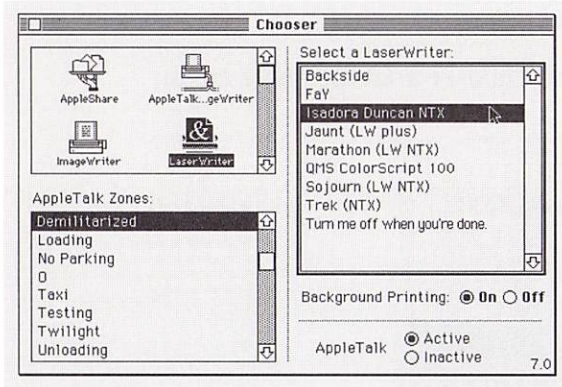 Chooser
AppleShare
AppleTalk...geWriter
ImageWriter
LaserWriter
AppleTalk Zones:
Demilitarized
Loading
No Parking
O
Taxi
Testing
Twilight
Unloading
Select a LaserWriter:
Backside
FaY
Isadora Duncan NTX
Jaunt (LW plus)
Marathon (LW NTX)
QMS ColorScript 100
Sojourn (LW NTX)
Trek (NTX)
Turn me off when you're done.
Background Printing: On Off
AppleTalk Active
Inactive
7.0